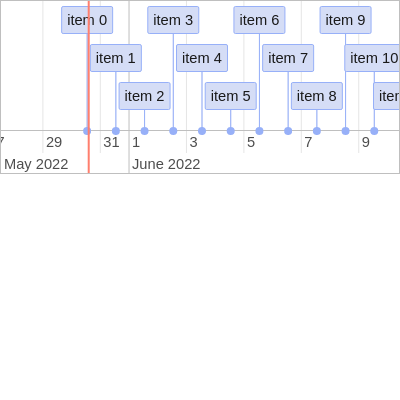 item 0 item 3 item 6 item 9
item 1 item 4 item 7 item 10
item 2 item 5 item 8
29 31 1 3 5 7 9
May 2022 June 2022